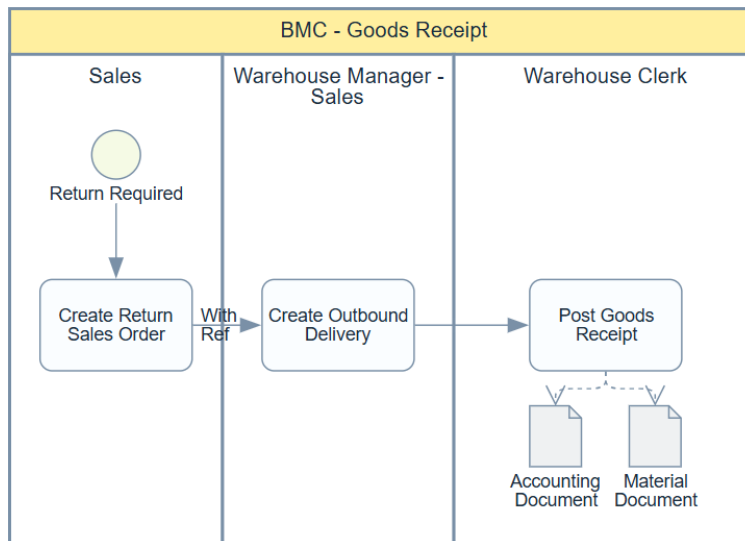 BMC - Goods Receipt
Sales
Warehouse Manager -
Sales
Warehouse Clerk
Return Required
Create Return
Sales Order
With
Ref
Create Outbound
Delivery
Post Goods
Receipt
Accounting
Document
Material
Document